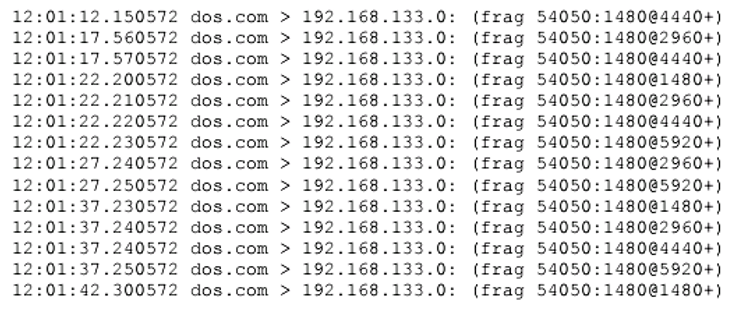 12:01:12.150572 dos.com > 192.168.133.0: (frag 54050:1480@4440+)
12:01:17.560572 dos.com > 192.168.133.0: (frag 54050:1480@2960+)
12:01:17.570572 dos.com > 192.168.133.0: (frag 54050:1480@4440+)
12:01:22.200572 dos.com > 192.168.133.0: (frag 54050:1480@1480+)
12:01:22.210572 dos.com > 192.168.133.0: (frag 54050:1480@2960+)
12:01:22.220572 dos.com > 192.168.133.0: (frag 54050:1480@4440+)
12:01:22.230572 dos.com > 192.168.133.0: (frag 54050:1480@5920+)
12:01:27.240572 dos.com > 192.168.133.0: (frag 54050:1480@2960+)
12:01:27.250572 dos.com > 192.168.133.0: (frag 54050:1480@5920+)
12:01:37.230572 dos.com > 192.168.133.0: (frag 54050:1480@1480+)
12:01:37.240572 dos.com > 192.168.133.0: (frag 54050:1480@2960+)
12:01:37.240572 dos.com > 192.168.133.0: (frag 54050:1480@4440+)
12:01:37.250572 dos.com > 192.168.133.0: (frag 54050:1480@5920+)
12:01:42.300572 dos.com > 192.168.133.0: (frag 54050:1480@1480+)